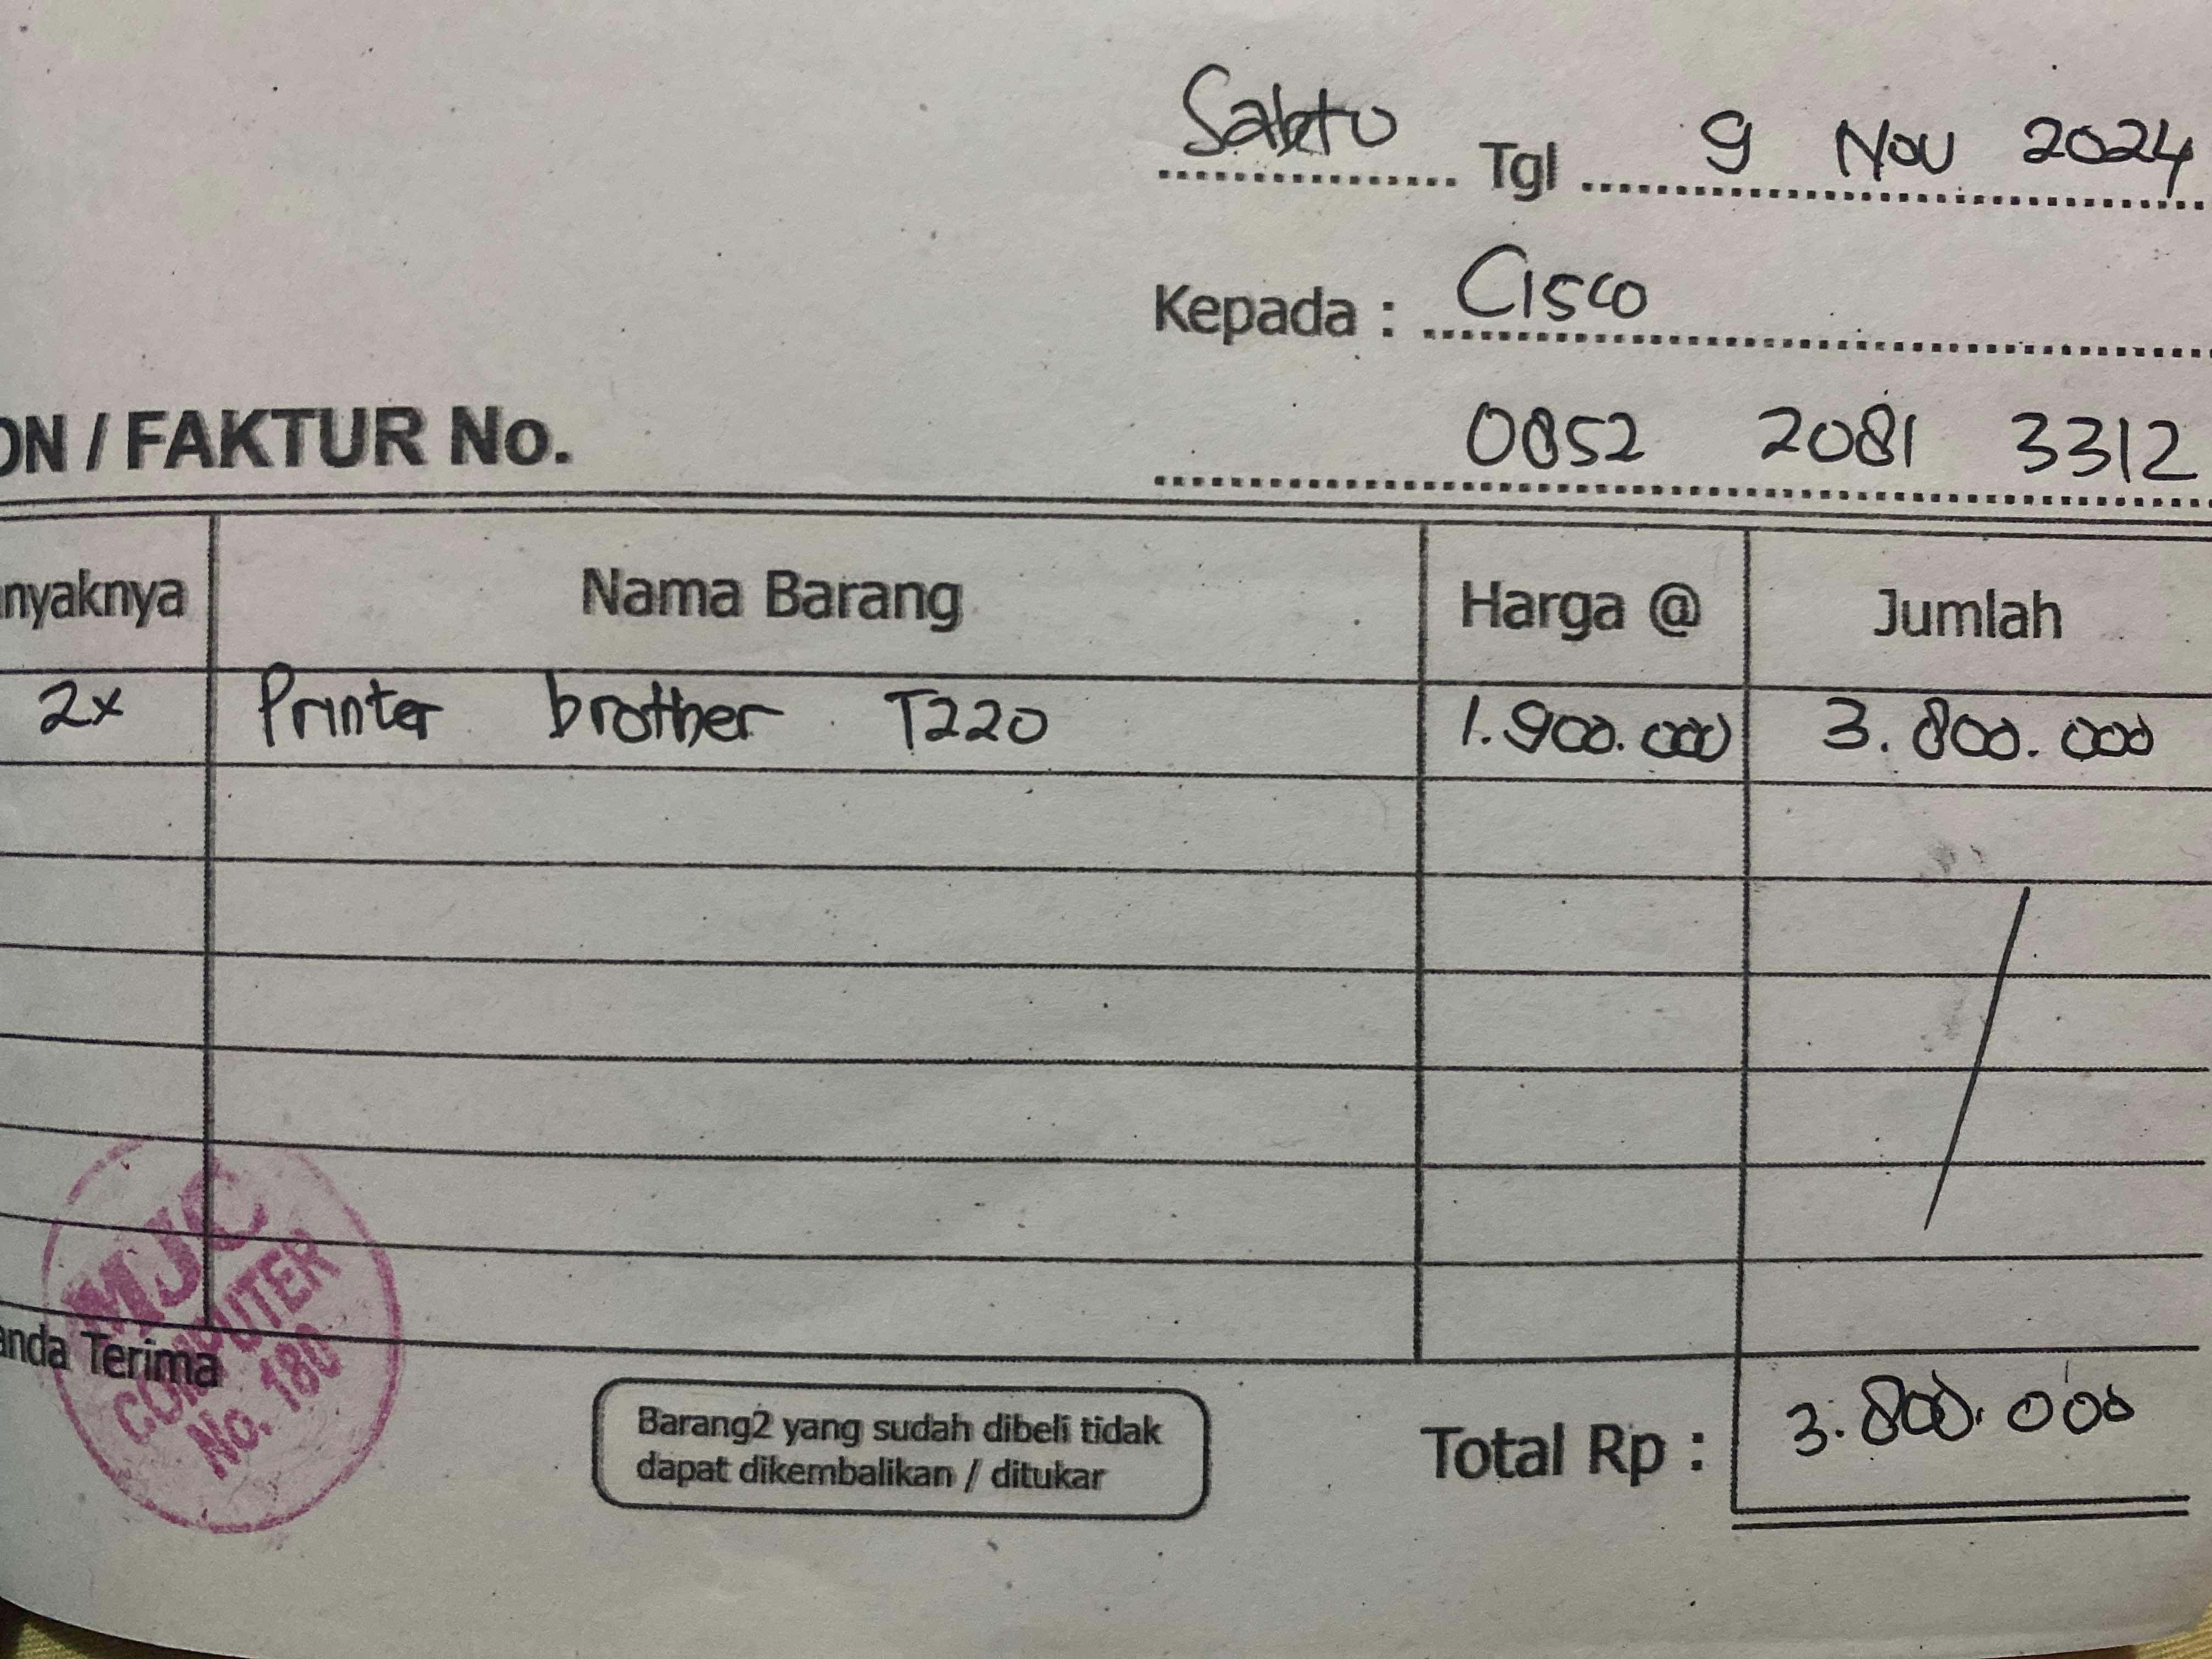 Sabtu Tgl 9 Nov 2024
Kepada : Cisco
0852 2081 3312
ON / FAKTUR No.
nyaknya Nama Barang Harga @ Jumlah
2x Printer brother T220 1.900.000 3.800.000
anda Terima
MJC
COMPUTER
No. 180
Barang2 yang sudah dibeli tidak
dapat dikembalikan / ditukar
Total Rp : 3.800.000